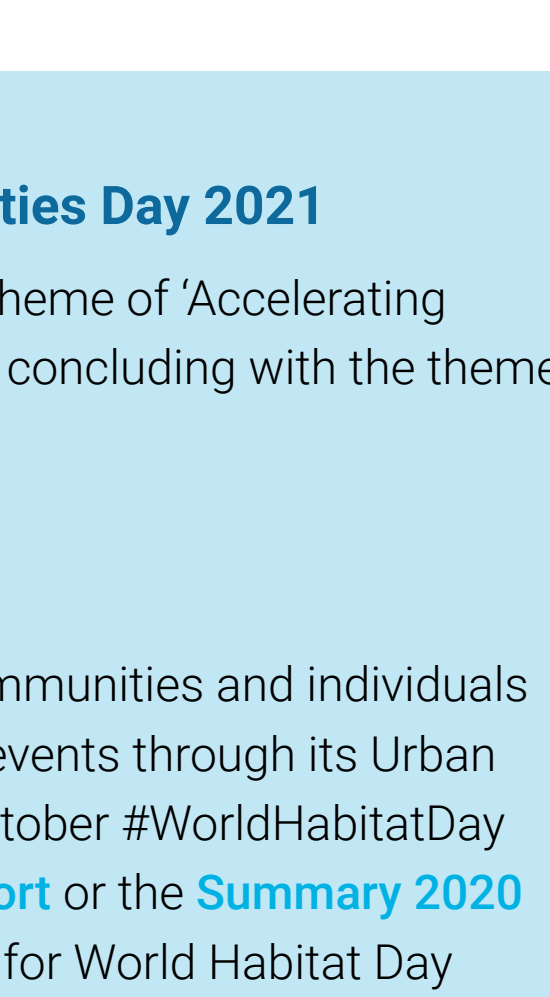 ties Day 2021
heme of ‘Accelerating
concluding with the theme
mmunities and individuals
events through its Urban
tober #WorldHabitatDay
ort or the Summary 2020
for World Habitat Day